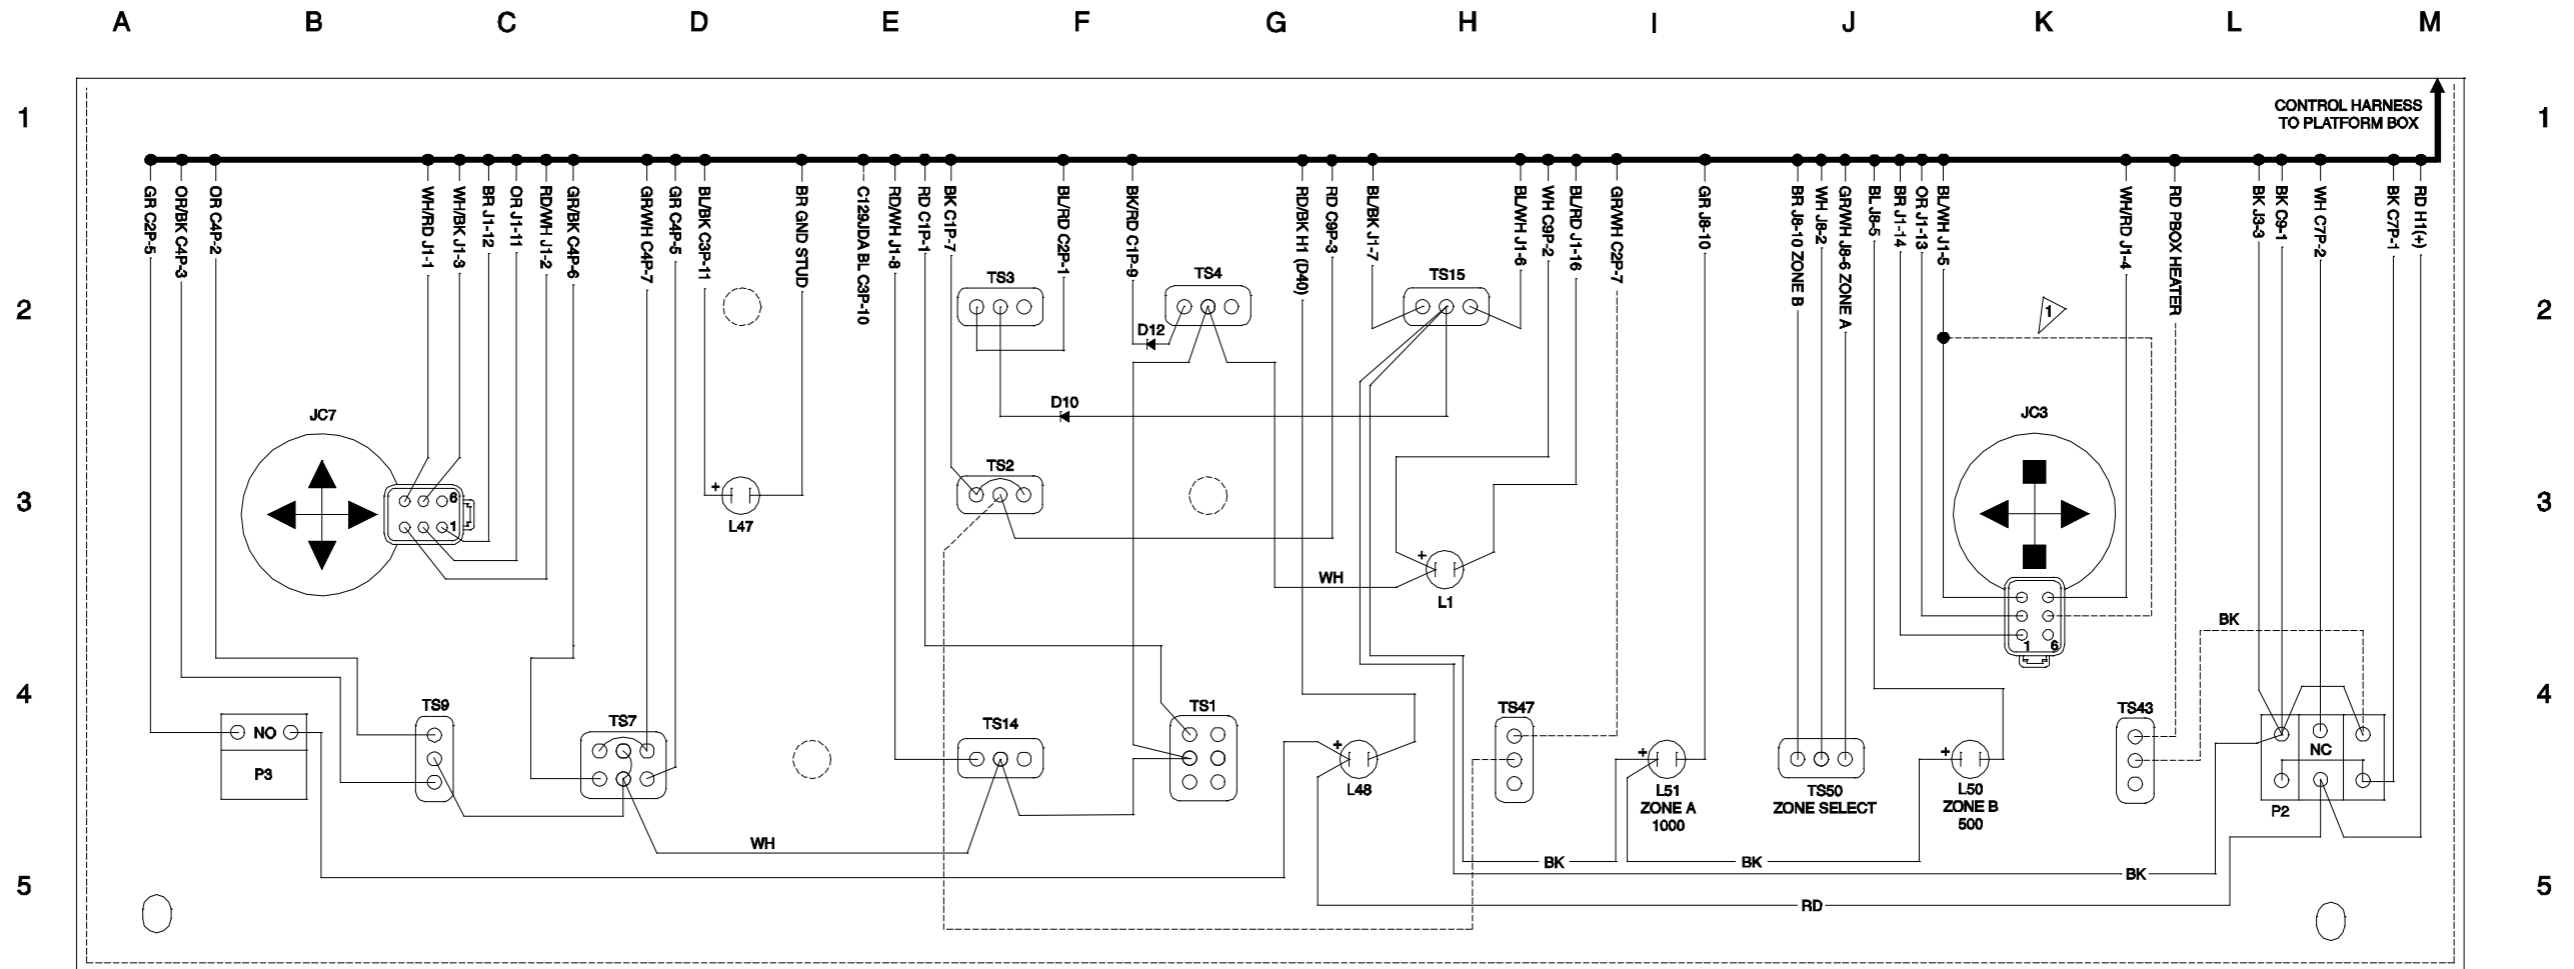 A B C D E F G H I J K L M
1 1
CONTROL HARNESS
TO PLATFORM BOX
GR C2P-5
OR/BK C4P-3
OR C4P-2
WH/RD J1-1
WH/BK J1-3
BR J1-12
OR J1-11
RD/WH J1-2
GR/BK C4P-6
GR/WH C4P-7
GR C4P-5
BL/BK C3P-11
BR GND STUD
C129JDA BL C3P-10
RD/WH J1-8
RD C1P-1
BK C1P-7
BL/RD C2P-1
BK/RD C1P-9
RD/BK H1 (D40)
RD C9P-3
BL/BK J1-7
BL/WH J1-6
WH C9P-2
BL/RD J1-16
GR/WH C2P-7
GR J8-10
BR J8-10 ZONE B
WH J8-2
GR/WH J8-6 ZONE A
BL J8-5
BR J1-14
OR J1-13
BL/WH J1-5
WH/RD J1-4
RD PBOX HEATER
BK J3-3
BK C9-1
WH C7P-2
BK C7P-1
RD H1(+)
2 2
TS3
TS4
TS15
D12
1
D10
JC7
JC3
3 3
6
1
+
L47
TS2
WH
+
L1
1 6
BK
4 4
NO
P3
TS9
TS7
TS14
TS1
+
L48
TS47
+
L51
ZONE A
1000
TS50
ZONE SELECT
+
L50
ZONE B
500
TS43
NC
P2
WH
BK
BK
BK
RD
5 5